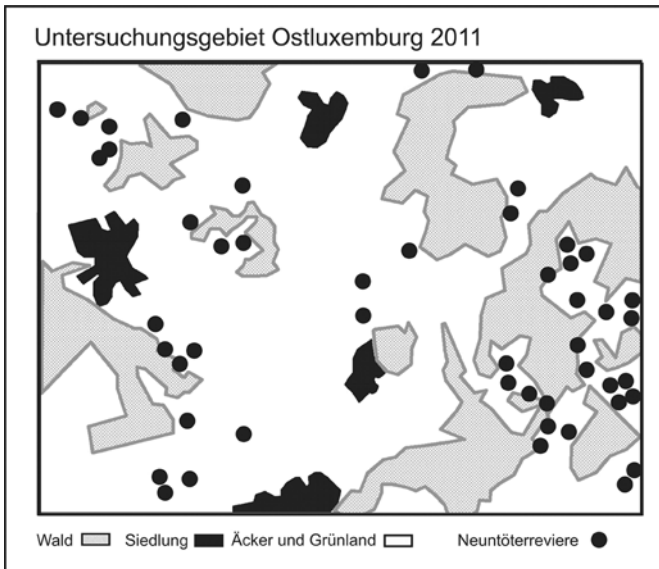 Untersuchungsgebiet Ostluxemburg 2011
Wald Siedlung Äcker und Grünland Neuntöterreviere